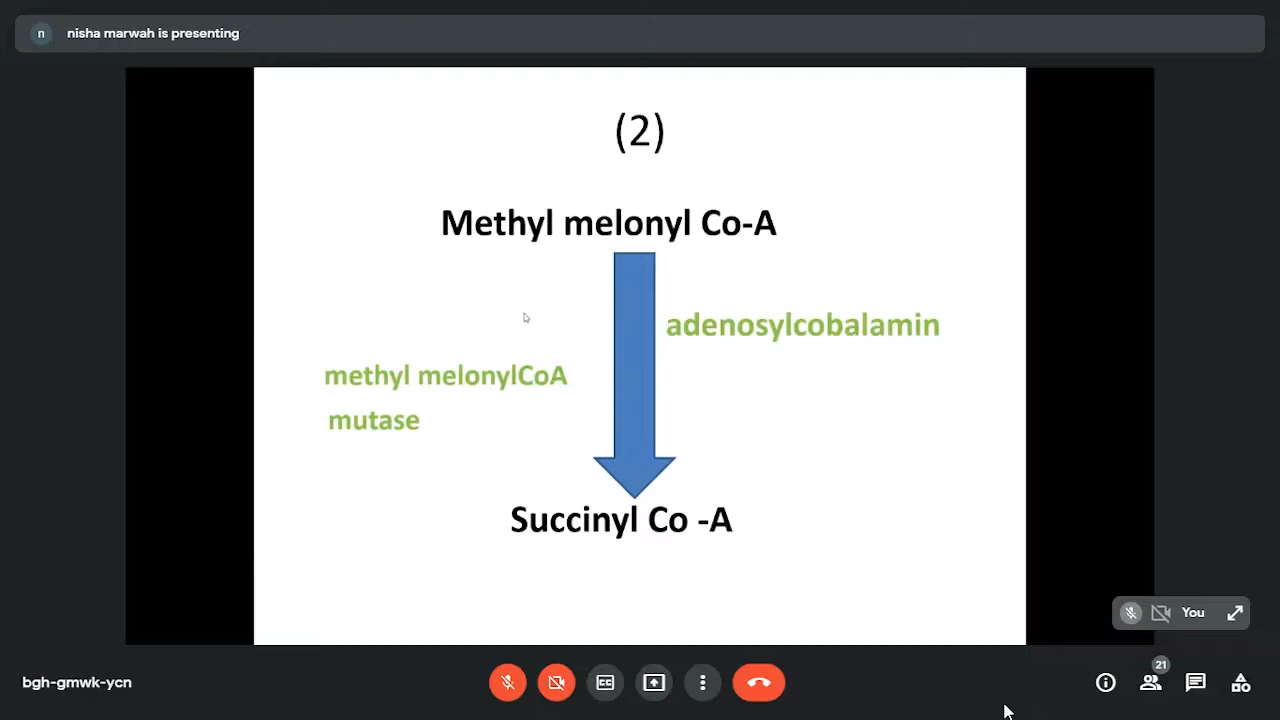 n nisha marwah is presenting
(2)
Methyl melonyl Co-A
adenosylcobalamin
methyl melonylCoA
mutase
Succinyl Co -A
You
bgh-gmwk-ycn
CC
21